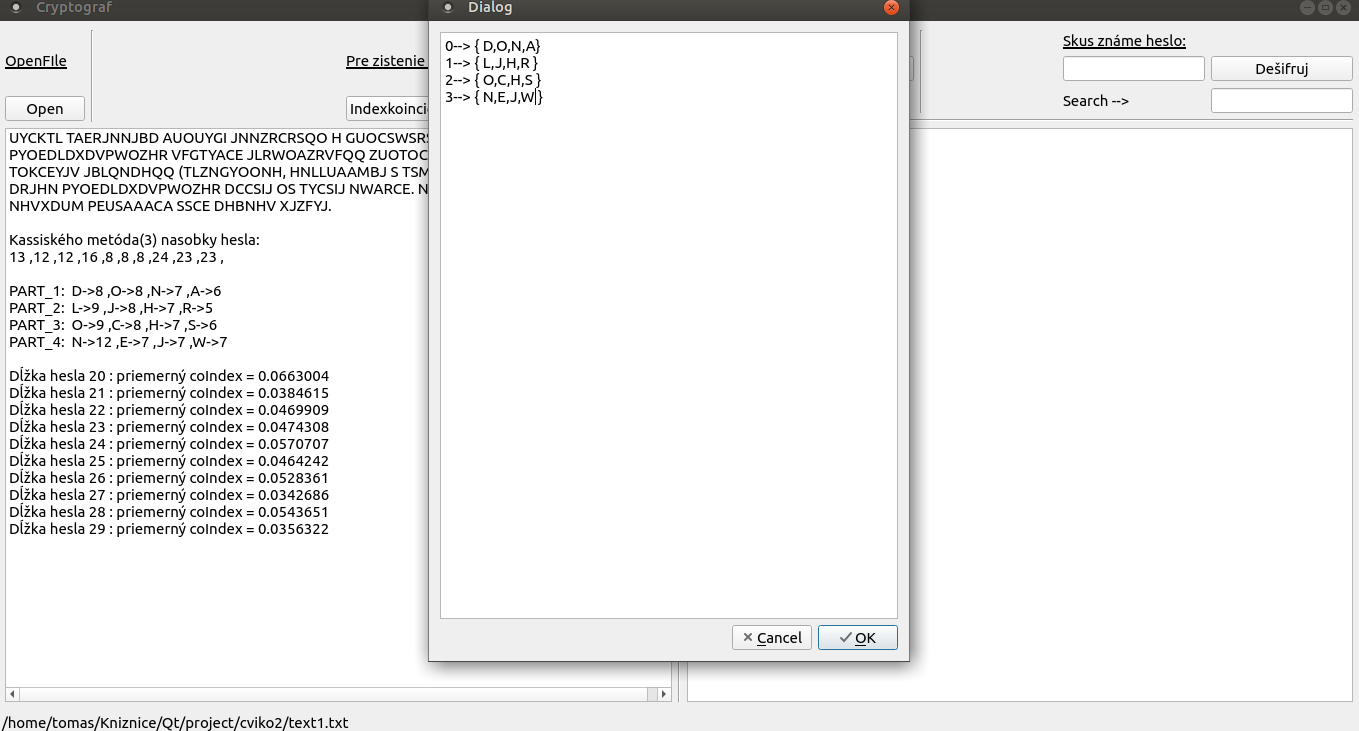 Cryptograf
Dialog
OpenFIle
Pre zistenie
Skus známe heslo:
Open
Indexkoinci
Dešifruj
Search -->
0--> { D,O,N,A}
1--> { L,J,H,R }
2--> { O,C,H,S }
3--> { N,E,J,W }
UYCKTL TAERJNNJBD AUOUYGI JNNZRCRSQO H GUOCSWSRS
PYOEDLDXDVPWOZHR VFGTYACE JLRWOAZRVFQQ ZUOTOC
TOKCEYJV JBLQNDHQQ (TLZNGYOONH, HNLLUAAMBJ S TSM
DRJHN PYOEDLDXDVPWOZHR DCCSIJ OS TYCSIJ NWARCE. N
NHVXDUM PEUSAAACA SSCE DHBNHV XJZFYJ.
Kassiského metóda(3) nasobky hesla:
13 ,12 ,12 ,16 ,8 ,8 ,8 ,24 ,23 ,23 ,
PART_1: D->8 ,O->8 ,N->7 ,A->6
PART_2: L->9 ,J->8 ,H->7 ,R->5
PART_3: O->9 ,C->8 ,H->7 ,S->6
PART_4: N->12 ,E->7 ,J->7 ,W->7
Dĺžka hesla 20 : priemerný coIndex = 0.0663004
Dĺžka hesla 21 : priemerný coIndex = 0.0384615
Dĺžka hesla 22 : priemerný coIndex = 0.0469909
Dĺžka hesla 23 : priemerný coIndex = 0.0474308
Dĺžka hesla 24 : priemerný coIndex = 0.0570707
Dĺžka hesla 25 : priemerný coIndex = 0.0464242
Dĺžka hesla 26 : priemerný coIndex = 0.0528361
Dĺžka hesla 27 : priemerný coIndex = 0.0342686
Dĺžka hesla 28 : priemerný coIndex = 0.0543651
Dĺžka hesla 29 : priemerný coIndex = 0.0356322
Cancel
OK
/home/tomas/Kniznice/Qt/project/cviko2/text1.txt